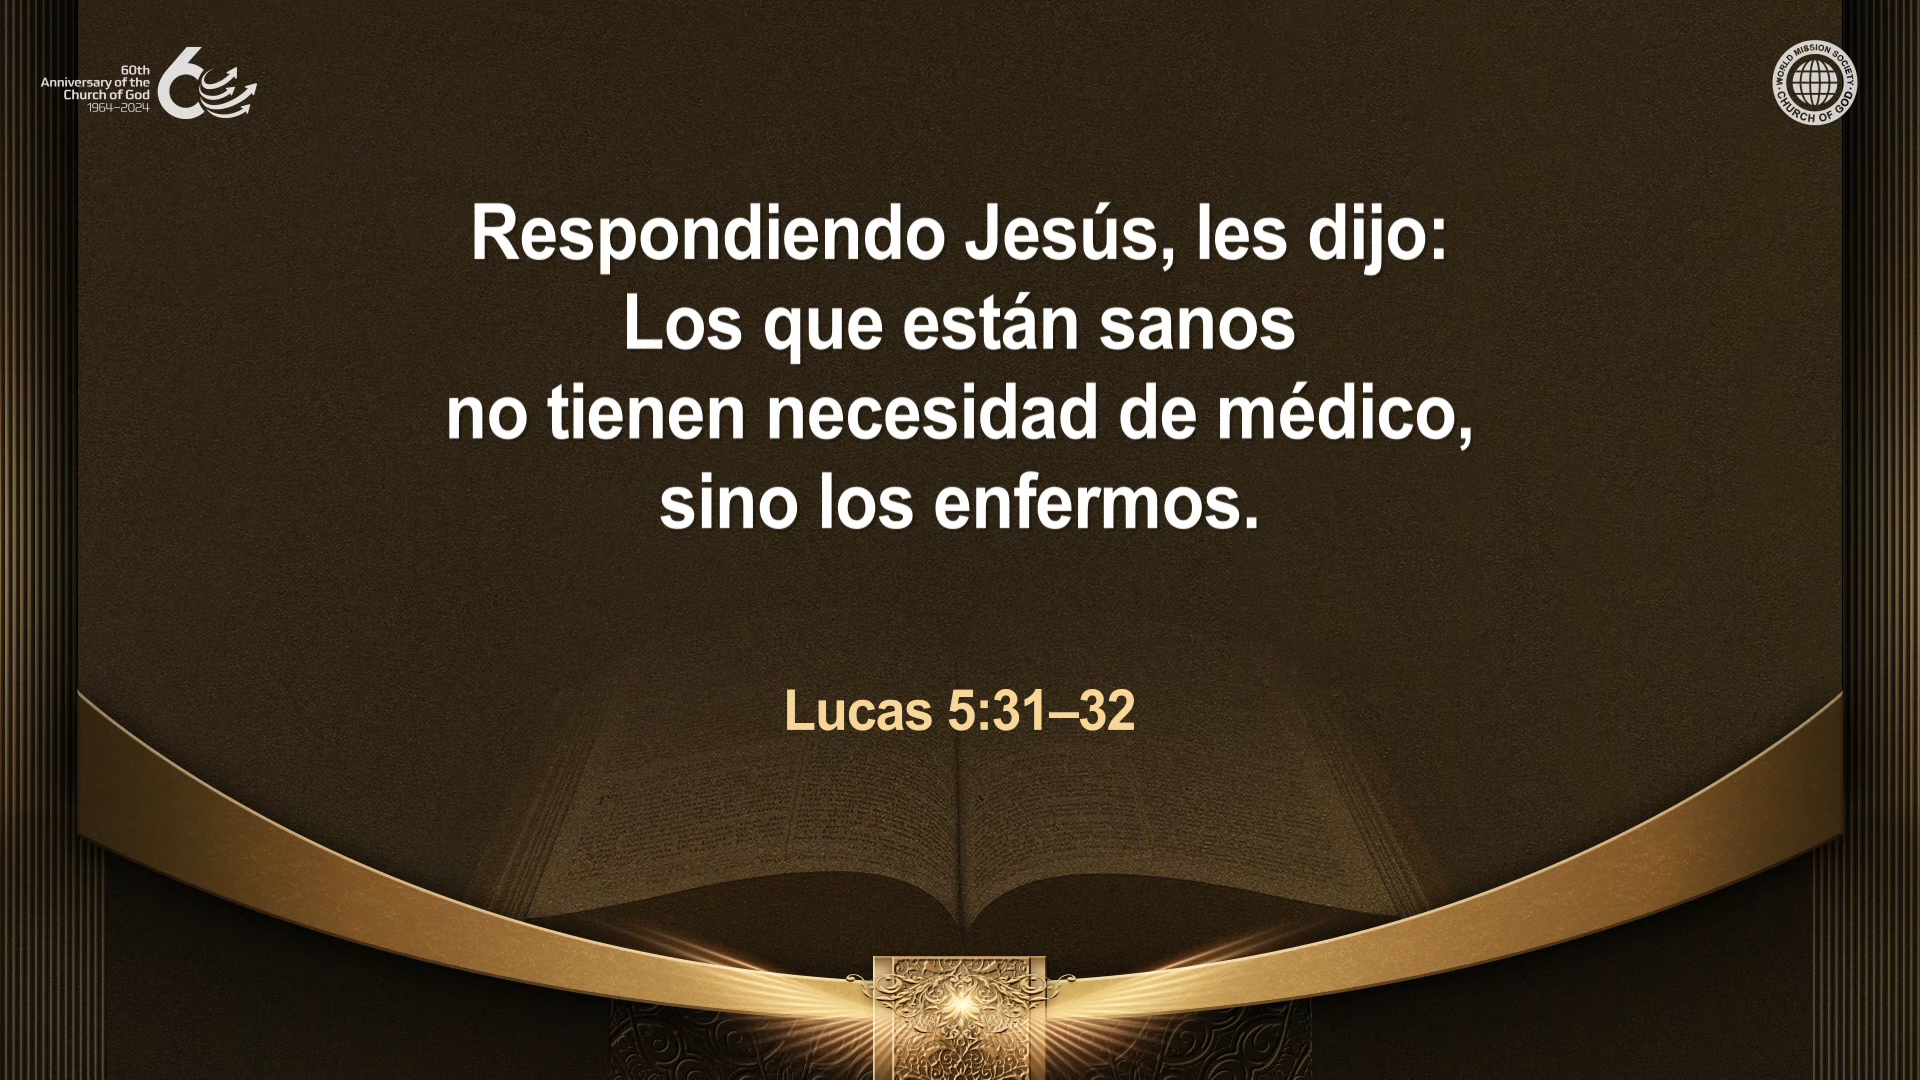 60th
Anniversary of the
Church of God
1964–2024
60
WORLD MISSION SOCIETY
CHURCH OF GOD
Respondiendo Jesús, les dijo:
Los que están sanos
no tienen necesidad de médico,
sino los enfermos.
Lucas 5:31–32